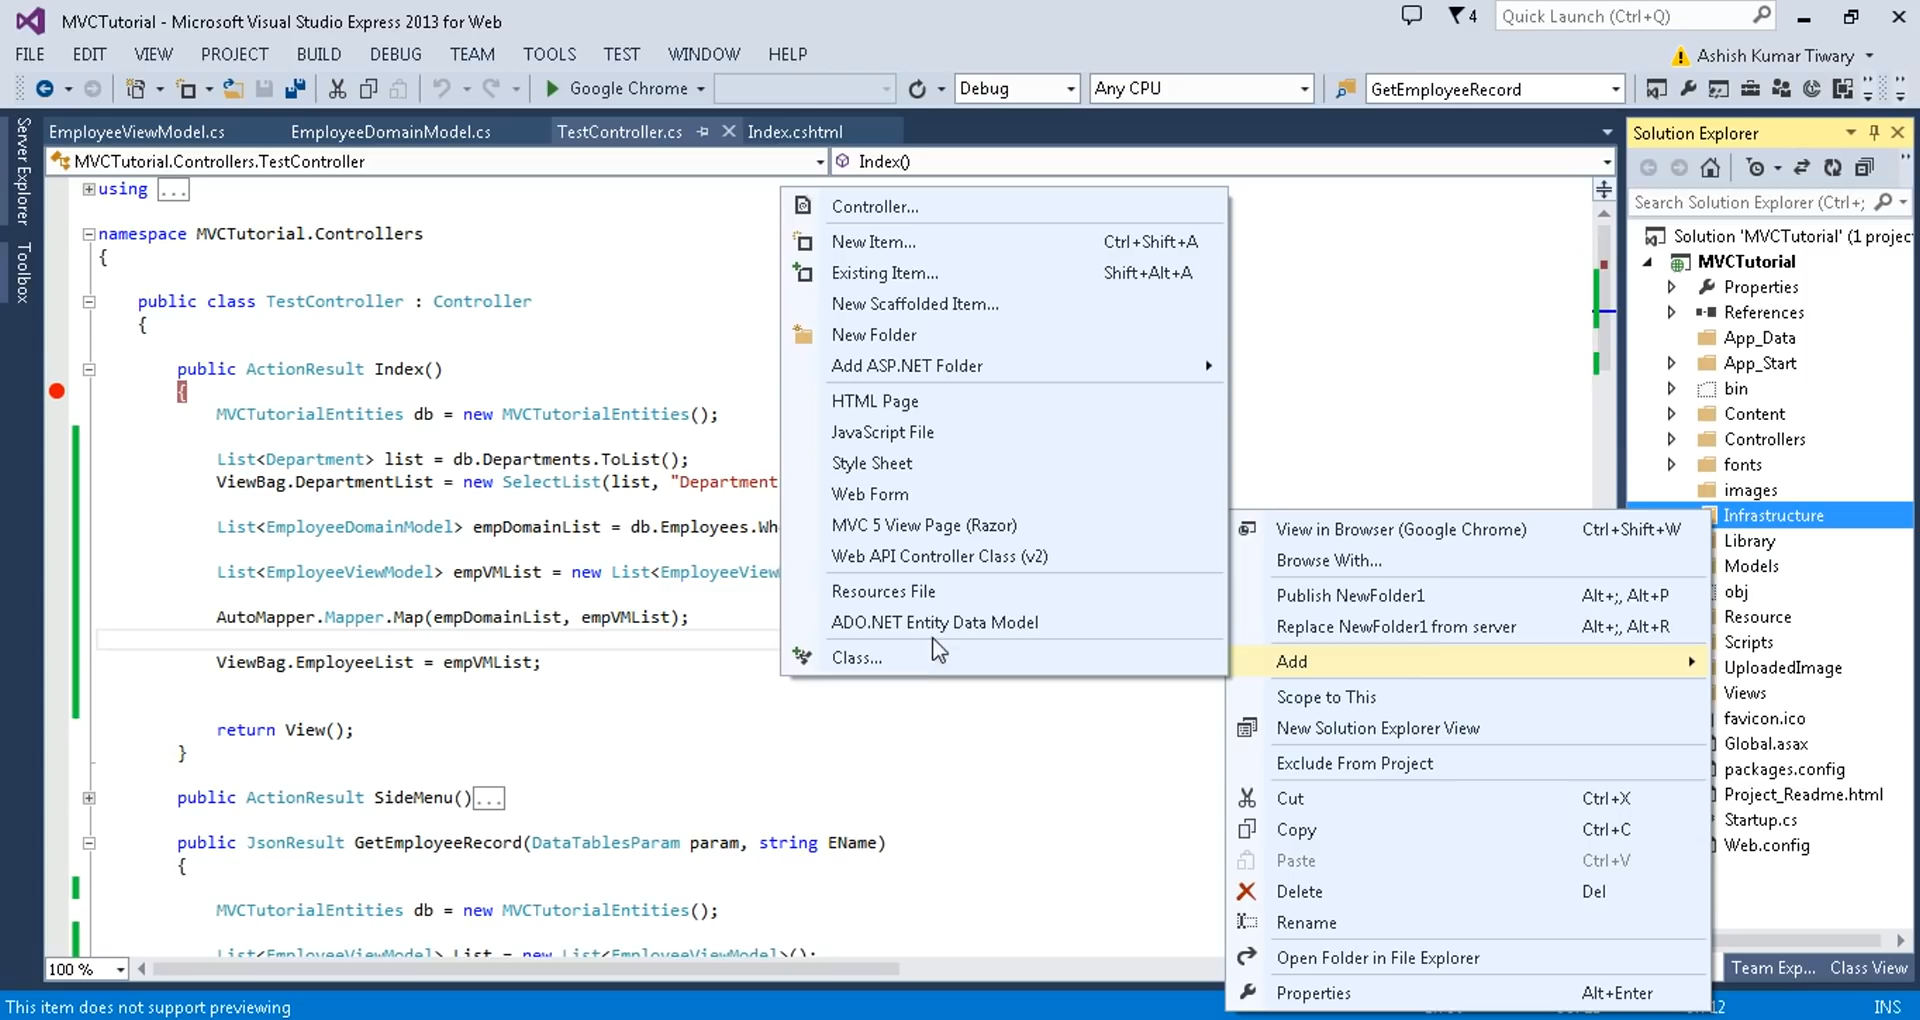 MVCTutorial - Microsoft Visual Studio Express 2013 for Web
4
Quick Launch (Ctrl+Q)
FILE EDIT VIEW PROJECT BUILD DEBUG TEAM TOOLS TEST WINDOW HELP
Ashish Kumar Tiwary
Google Chrome
Debug
Any CPU
GetEmployeeRecord
Server Explorer
Toolbox
EmployeeViewModel.cs EmployeeDomainModel.cs TestController.cs Index.cshtml
MVCTutorial.Controllers.TestController
Index()
using ...
namespace MVCTutorial.Controllers
{
public class TestController : Controller
{
public ActionResult Index()
{
MVCTutorialEntities db = new MVCTutorialEntities();
List<Department> list = db.Departments.ToList();
ViewBag.DepartmentList = new SelectList(list, "Department
List<EmployeeDomainModel> empDomainList = db.Employees.Whe
List<EmployeeViewModel> empVMList = new List<EmployeeView
AutoMapper.Mapper.Map(empDomainList, empVMList);
ViewBag.EmployeeList = empVMList;
return View();
}
public ActionResult SideMenu()...
public JsonResult GetEmployeeRecord(DataTablesParam param, string EName)
{
MVCTutorialEntities db = new MVCTutorialEntities();
List<EmployeeViewModel> List = new List<EmployeeViewModel>();
100 %
Controller...
New Item... Ctrl+Shift+A
Existing Item... Shift+Alt+A
New Scaffolded Item...
New Folder
Add ASP.NET Folder
HTML Page
JavaScript File
Style Sheet
Web Form
MVC 5 View Page (Razor)
Web API Controller Class (v2)
Resources File
ADO.NET Entity Data Model
Class...
View in Browser (Google Chrome) Ctrl+Shift+W
Browse With...
Publish NewFolder1 Alt+;, Alt+P
Replace NewFolder1 from server Alt+;, Alt+R
Add
Scope to This
New Solution Explorer View
Exclude From Project
Cut Ctrl+X
Copy Ctrl+C
Paste Ctrl+V
Delete Del
Rename
Open Folder in File Explorer
Properties Alt+Enter
Solution Explorer
Search Solution Explorer (Ctrl+;
Solution 'MVCTutorial' (1 projec
MVCTutorial
Properties
References
App_Data
App_Start
bin
Content
Controllers
fonts
images
Infrastructure
Library
Models
obj
Resource
Scripts
UploadedImage
Views
favicon.ico
Global.asax
packages.config
Project_Readme.html
Startup.cs
Web.config
Team Exp... Class View
This item does not support previewing
INS